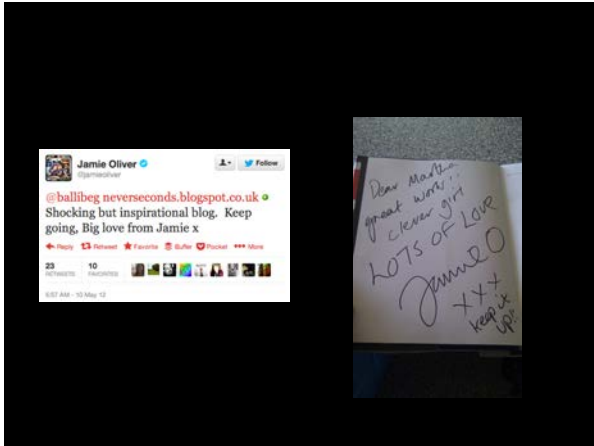 Jamie Oliver
@jamieoliver
Follow
@ballibeg neverseconds.blogspot.co.uk
Shocking but inspirational blog. Keep
going, Big love from Jamie x
Reply Retweet Favorite Buffer Pocket More
23 10
RETWEETS FAVORITES
6:57 AM - 10 May 12
Dear Martha
great work!!
clever girl
LOTS OF LOVE
Jamie O
xxx
keep it
up!!